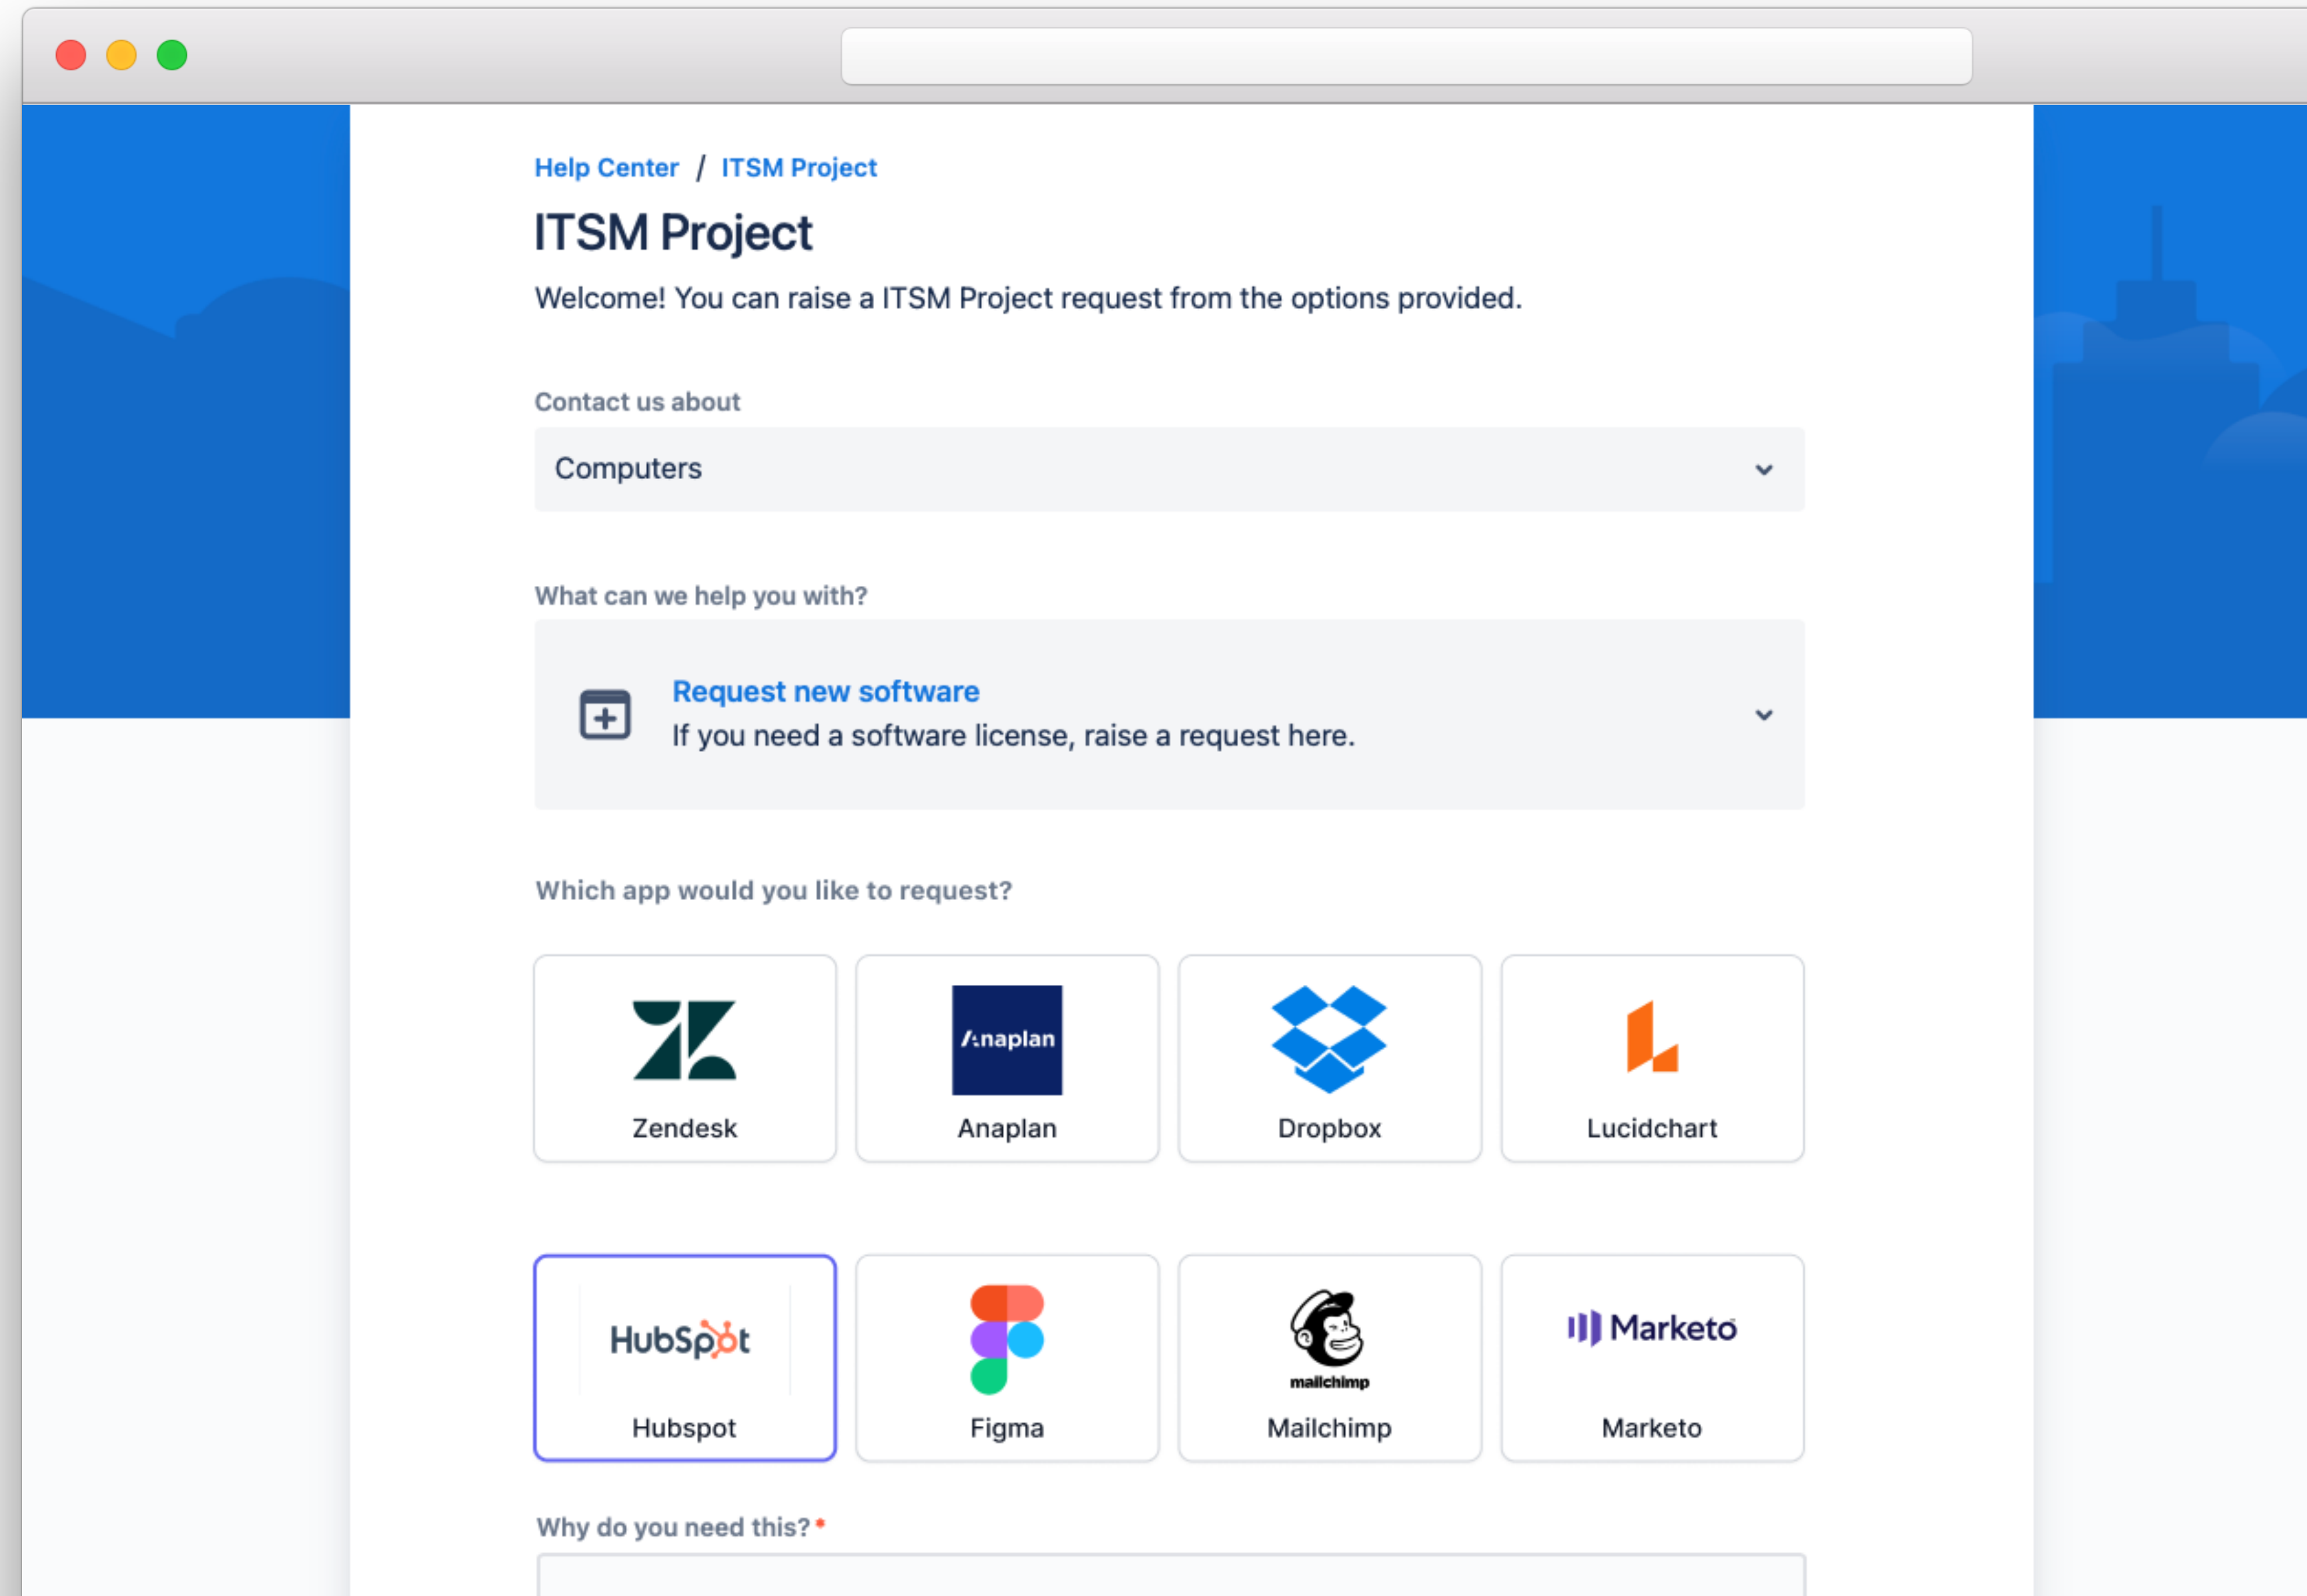 Help Center / ITSM Project
ITSM Project
Welcome! You can raise a ITSM Project request from the options provided.
Contact us about
Computers
What can we help you with?
Request new software
If you need a software license, raise a request here.
Which app would you like to request?
Anaplan
Zendesk Anaplan Dropbox Lucidchart
HubSpot mailchimp Marketo
Hubspot Figma Mailchimp Marketo
Why do you need this?*